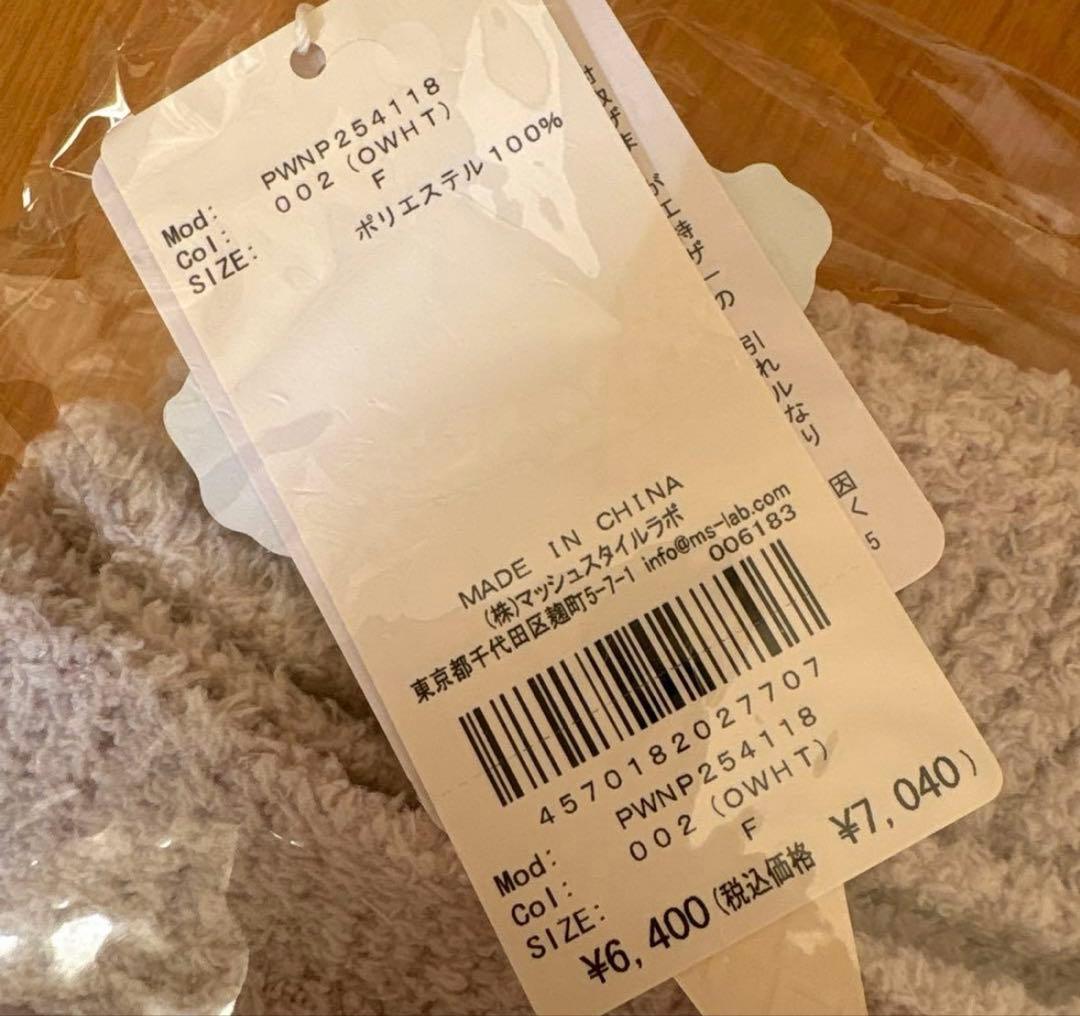 Mod: PWNP254118
Col: 002 (OWHT)
SIZE: F
ポリエステル 100%
MADE IN CHINA
(株)マッシュスタイルラボ
東京都千代田区麹町5-7-1 info@ms-lab.com
006183
4570182027707
Mod: PWNP254118
Col: 002 (OWHT)
SIZE: F
¥6,400(税込価格 ¥7,040)